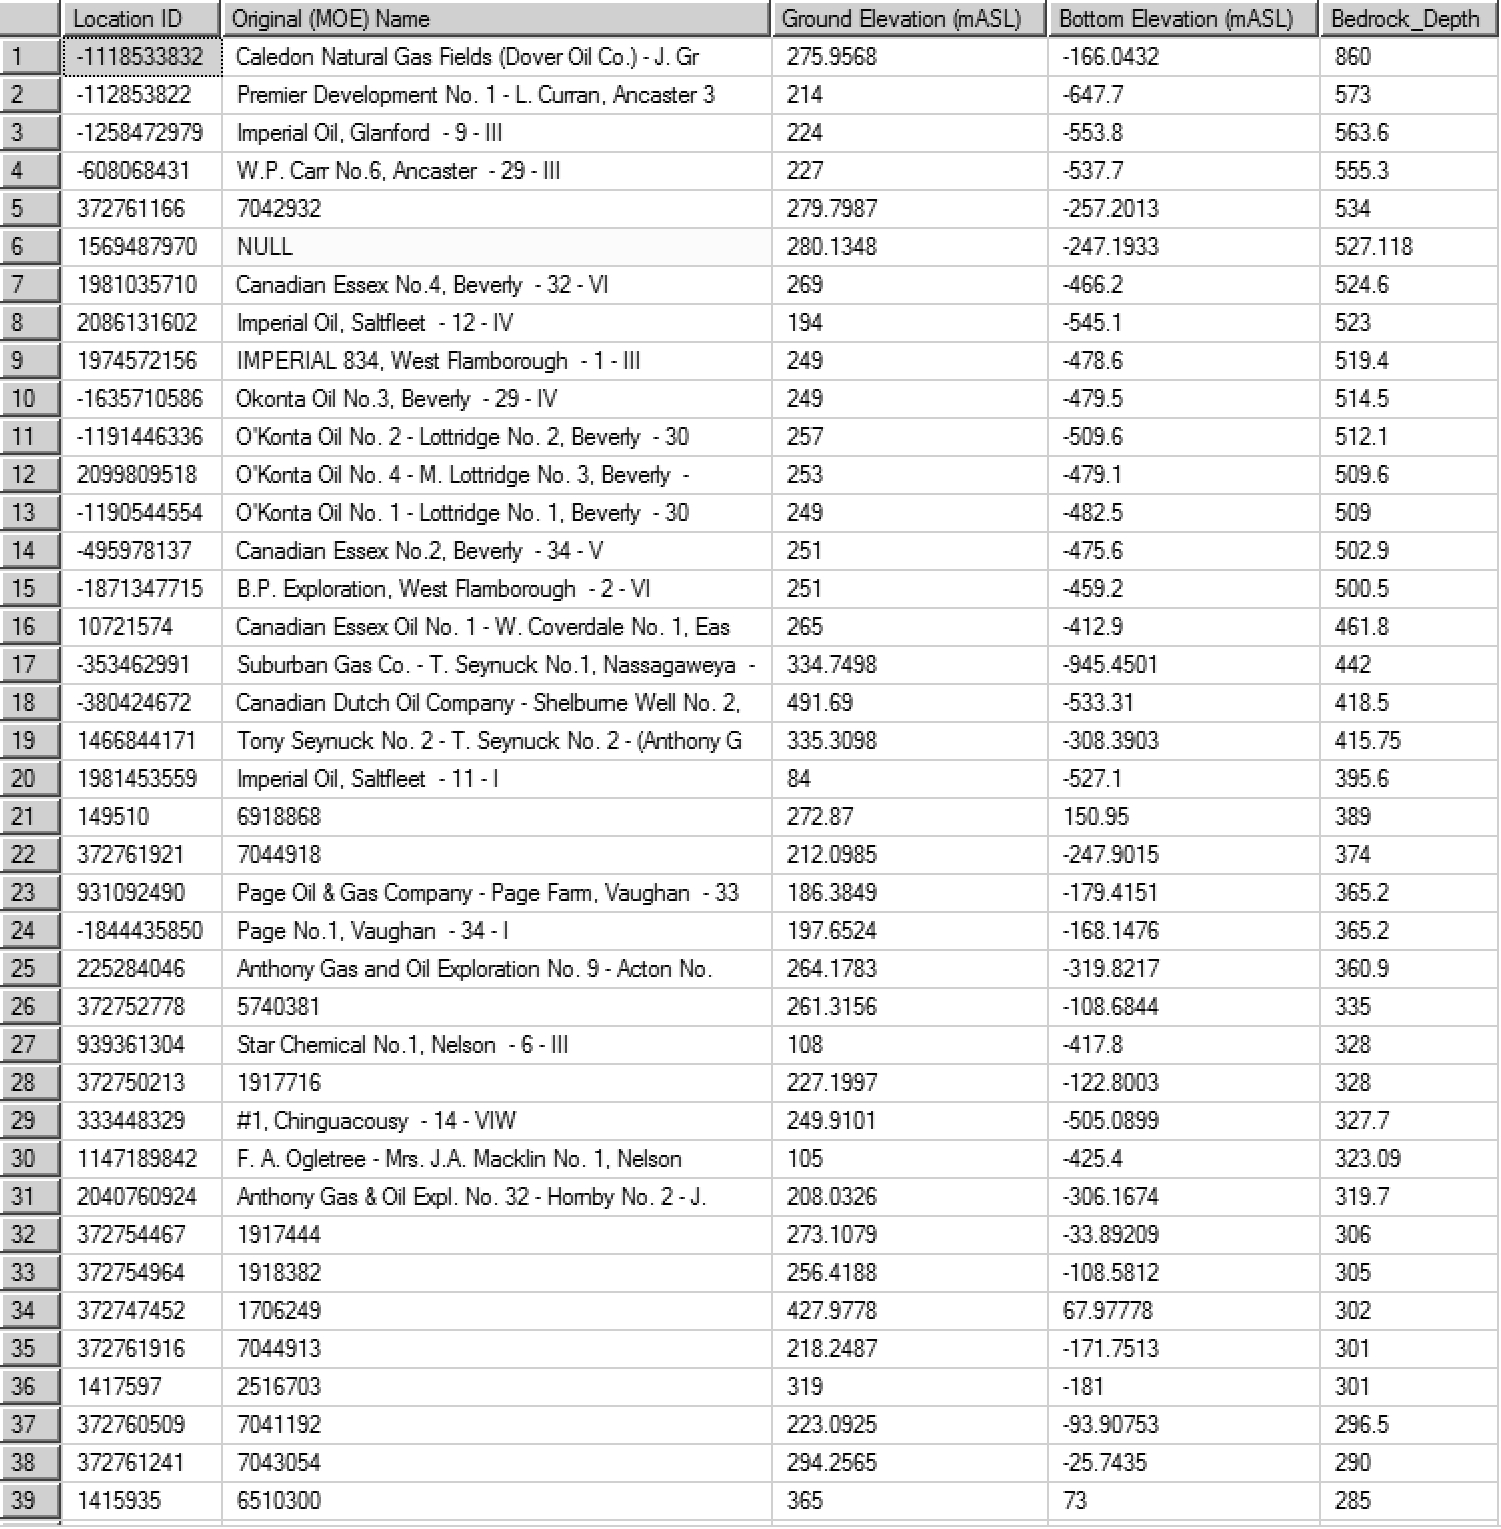 Location ID Original (MOE) Name Ground Elevation (mASL) Bottom Elevation (mASL) Bedrock_Depth
1 -1118533832 Caledon Natural Gas Fields (Dover Oil Co.) - J. Gr 275.9568 -166.0432 860
2 -112853822 Premier Development No. 1 - L. Curran, Ancaster 3 214 -647.7 573
3 -1258472979 Imperial Oil, Glanford - 9 - III 224 -553.8 563.6
4 -608068431 W.P. Carr No.6, Ancaster - 29 - III 227 -537.7 555.3
5 372761166 7042932 279.7987 -257.2013 534
6 1569487970 NULL 280.1348 -247.1933 527.118
7 1981035710 Canadian Essex No.4, Beverly - 32 - VI 269 -466.2 524.6
8 2086131602 Imperial Oil, Saltfleet - 12 - IV 194 -545.1 523
9 1974572156 IMPERIAL 834, West Flamborough - 1 - III 249 -478.6 519.4
10 -1635710586 Okonta Oil No.3, Beverly - 29 - IV 249 -479.5 514.5
11 -1191446336 O'Konta Oil No. 2 - Lottridge No. 2, Beverly - 30 257 -509.6 512.1
12 2099809518 O'Konta Oil No. 4 - M. Lottridge No. 3, Beverly - 253 -479.1 509.6
13 -1190544554 O'Konta Oil No. 1 - Lottridge No. 1, Beverly - 30 249 -482.5 509
14 -495978137 Canadian Essex No.2, Beverly - 34 - V 251 -475.6 502.9
15 -1871347715 B.P. Exploration, West Flamborough - 2 - VI 251 -459.2 500.5
16 10721574 Canadian Essex Oil No. 1 - W. Coverdale No. 1, Eas 265 -412.9 461.8
17 -353462991 Suburban Gas Co. - T. Seynuck No.1, Nassagaweya - 334.7498 -945.4501 442
18 -380424672 Canadian Dutch Oil Company - Shelburne Well No. 2, 491.69 -533.31 418.5
19 1466844171 Tony Seynuck No. 2 - T. Seynuck No. 2 - (Anthony G 335.3098 -308.3903 415.75
20 1981453559 Imperial Oil, Saltfleet - 11 - I 84 -527.1 395.6
21 149510 6918868 272.87 150.95 389
22 372761921 7044918 212.0985 -247.9015 374
23 931092490 Page Oil & Gas Company - Page Farm, Vaughan - 33 186.3849 -179.4151 365.2
24 -1844435850 Page No.1, Vaughan - 34 - I 197.6524 -168.1476 365.2
25 225284046 Anthony Gas and Oil Exploration No. 9 - Acton No. 264.1783 -319.8217 360.9
26 372752778 5740381 261.3156 -108.6844 335
27 939361304 Star Chemical No.1, Nelson - 6 - III 108 -417.8 328
28 372750213 1917716 227.1997 -122.8003 328
29 333448329 #1, Chinguacousy - 14 - VIW 249.9101 -505.0899 327.7
30 1147189842 F. A. Ogletree - Mrs. J.A. Macklin No. 1, Nelson 105 -425.4 323.09
31 2040760924 Anthony Gas & Oil Expl. No. 32 - Hornby No. 2 - J. 208.0326 -306.1674 319.7
32 372754467 1917444 273.1079 -33.89209 306
33 372754964 1918382 256.4188 -108.5812 305
34 372747452 1706249 427.9778 67.97778 302
35 372761916 7044913 218.2487 -171.7513 301
36 1417597 2516703 319 -181 301
37 372760509 7041192 223.0925 -93.90753 296.5
38 372761241 7043054 294.2565 -25.7435 290
39 1415935 6510300 365 73 285